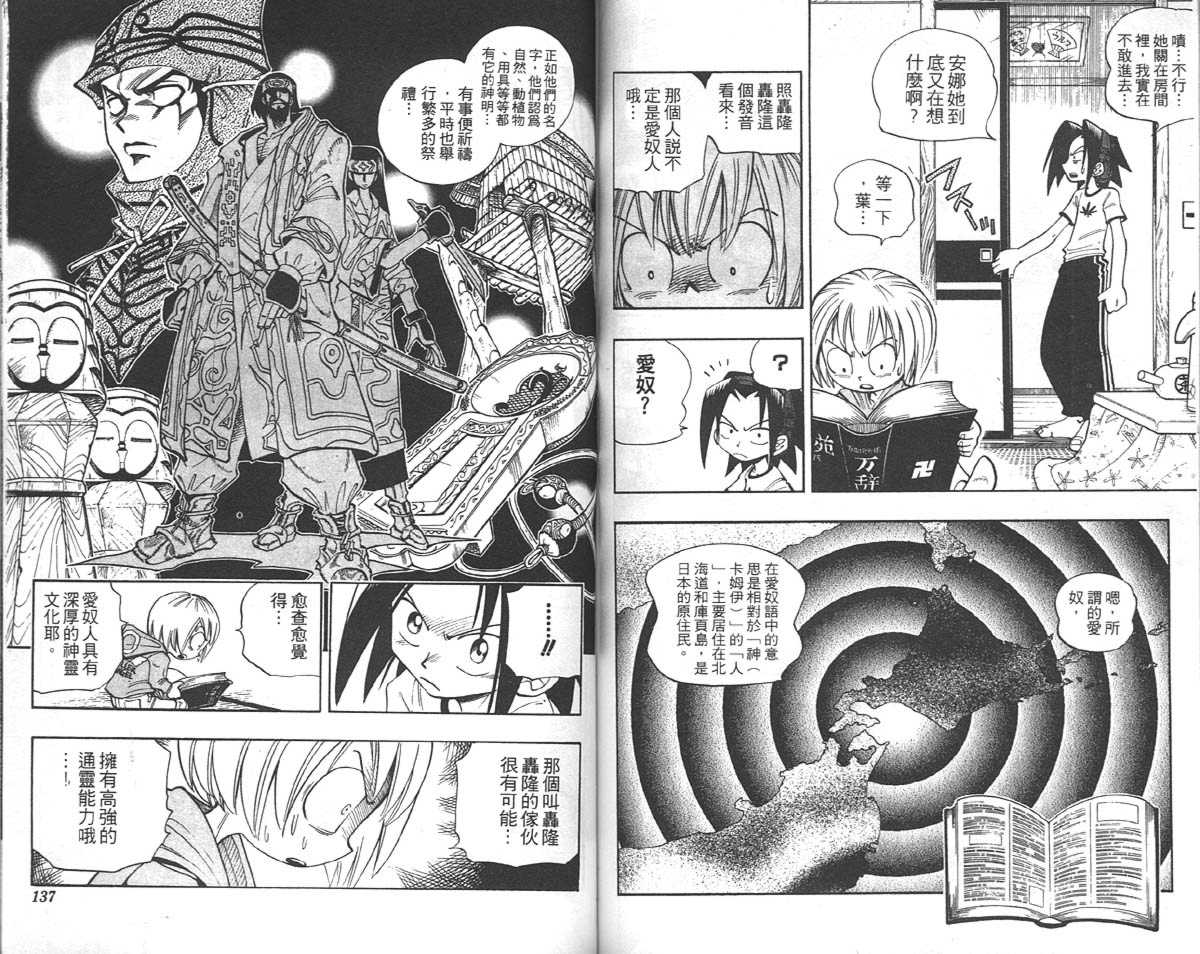 嘖…不行…
她關在房間
裡，我實在
不敢進去…
安娜她到
底又在想
什麼啊？
等一下
，葉…
照轟隆
這個發音
看來…
那個人說不
定是愛奴人
哦…
？
愛奴？
万
辞
苑
卍
嗯，所
謂的愛
奴，
在愛奴語中的意
思是相對於「神（
卡姆伊）」的「人
」，主要居住在北
海道和庫頁島，是
日本的原住民。
正如他們的名
字，他們認爲
自然、動植物
、用具等等都
有它的神明…
有事便祈禱
，平時也舉
行繁多的祭
禮…
……!!
愈查愈覺
得…
愛奴人具有
深厚的神靈
文化耶。
那個叫轟隆
轟隆的傢伙
很有可能…
擁有高強的
通靈能力哦
…！
137